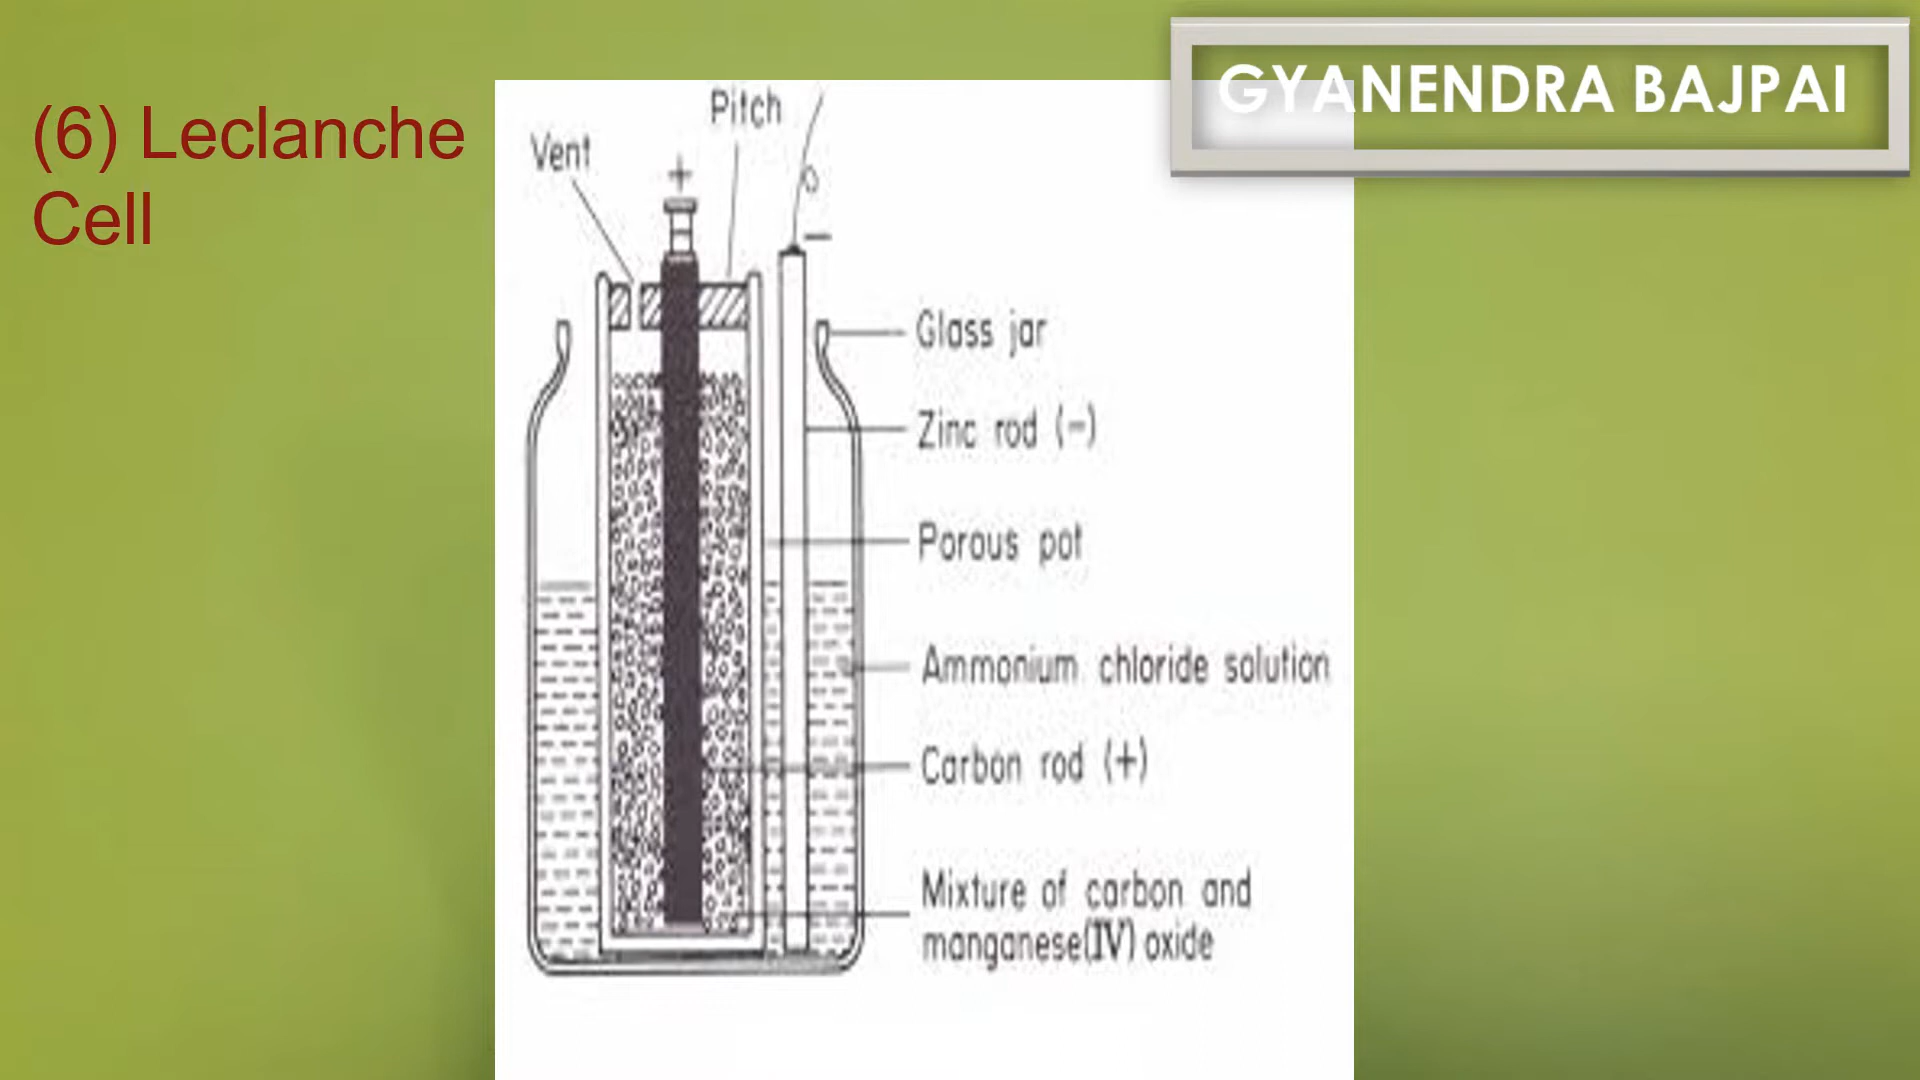 GYANENDRA BAJPAI
(6) Leclanche
Cell
Pitch
Vent
+
−
Glass jar
Zinc rod (−)
Porous pot
Ammonium chloride solution
Carbon rod (+)
Mixture of carbon and
manganese(IV) oxide